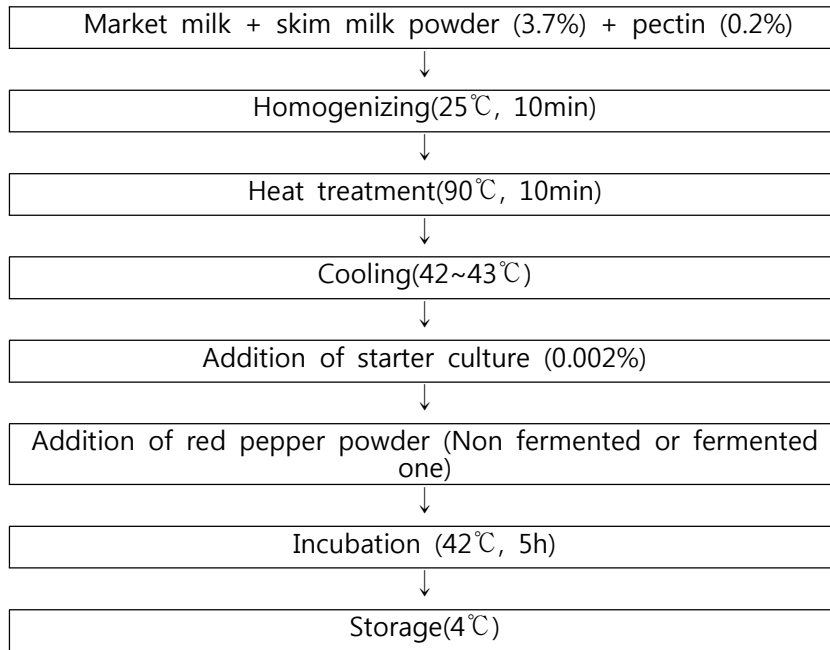 Market milk + skim milk powder (3.7%) + pectin (0.2%)
↓
Homogenizing(25℃, 10min)
↓
Heat treatment(90℃, 10min)
↓
Cooling(42~43℃)
↓
Addition of starter culture (0.002%)
↓
Addition of red pepper powder (Non fermented or fermented
one)
↓
Incubation (42℃, 5h)
↓
Storage(4℃)